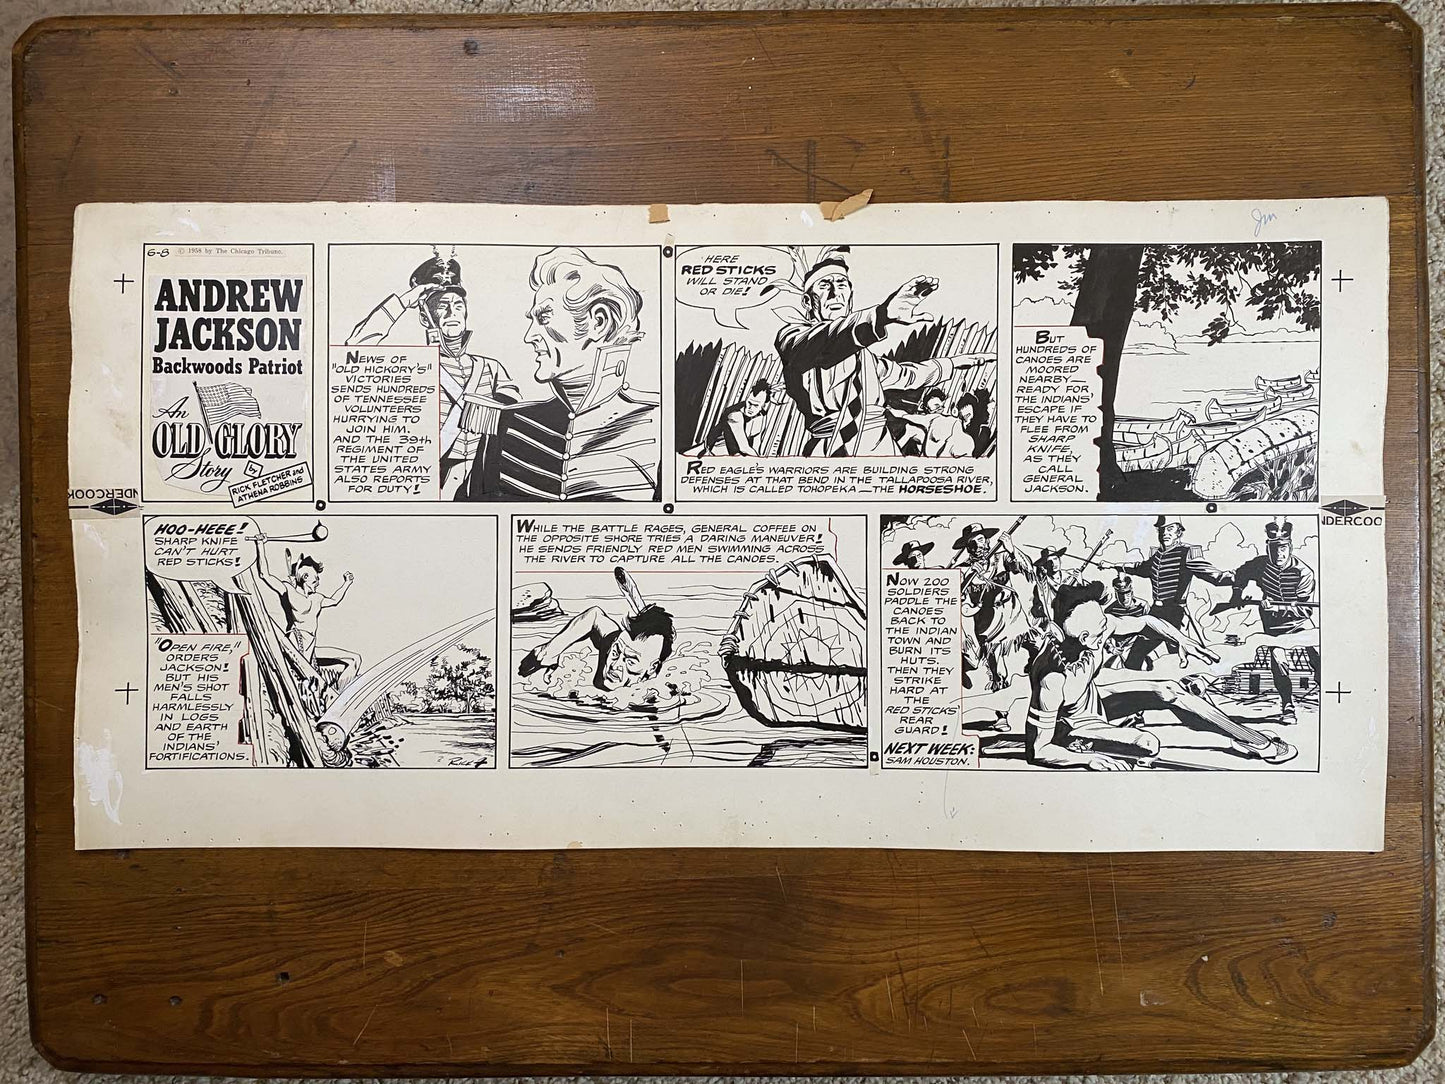 Jim
6-8 © 1958 by The Chicago Tribune.
ANDREW
JACKSON
Backwoods Patriot
An
OLD GLORY
Story
by
RICK FLETCHER and
ATHENA ROBBINS
NEWS OF
"OLD HICKORY'S"
VICTORIES
SENDS HUNDREDS
OF TENNESSEE
VOLUNTEERS
HURRYING TO
JOIN HIM.
AND THE 39th
REGIMENT OF
THE UNITED
STATES ARMY
ALSO REPORTS
FOR DUTY!
HERE
RED STICKS
WILL STAND
OR DIE!
RED EAGLE'S WARRIORS ARE BUILDING STRONG
DEFENSES AT THAT BEND IN THE TALLAPOOSA RIVER,
WHICH IS CALLED TOHOPEKA—THE HORSESHOE.
BUT
HUNDREDS OF
CANOES ARE
MOORED
NEARBY—
READY FOR
THE INDIANS'
ESCAPE IF
THEY HAVE TO
FLEE FROM
SHARP
KNIFE,
AS THEY
CALL
GENERAL
JACKSON.
NDERCOOK
NDERCOO
HOO-HEEE!
SHARP KNIFE
CAN'T HURT
RED STICKS!
"OPEN FIRE,"
ORDERS
JACKSON!
BUT HIS
MEN'S SHOT
FALLS
HARMLESSLY
IN LOGS
AND EARTH
OF THE
INDIANS'
FORTIFICATIONS.
WHILE THE BATTLE RAGES, GENERAL COFFEE ON
THE OPPOSITE SHORE TRIES A DARING MANEUVER!
HE SENDS FRIENDLY RED MEN SWIMMING ACROSS
THE RIVER TO CAPTURE ALL THE CANOES.
NOW 200
SOLDIERS
PADDLE THE
CANOES
BACK TO
THE INDIAN
TOWN AND
BURN ITS
HUTS.
THEN THEY
STRIKE
HARD AT
THE
RED STICKS'
REAR
GUARD!
NEXT WEEK:
SAM HOUSTON.